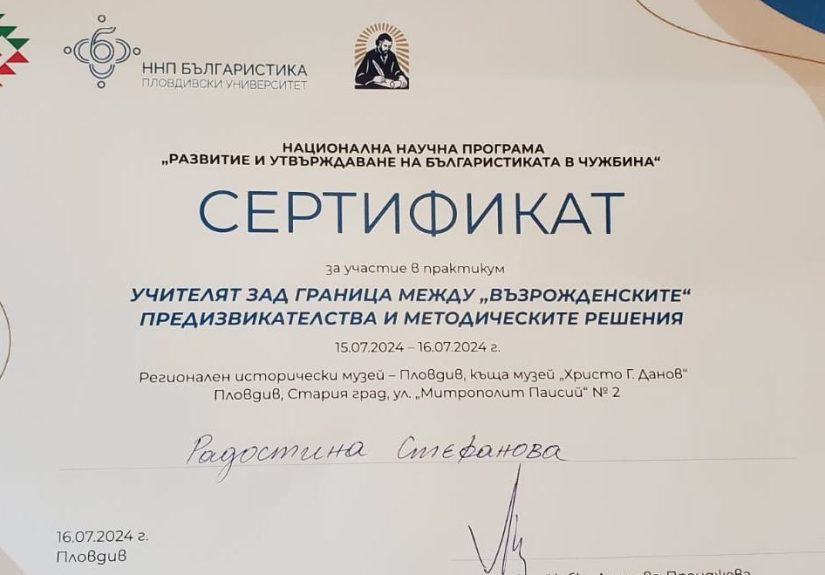 ННП БЪЛГАРИСТИКА
ПЛОВДИВСКИ УНИВЕРСИТЕТ
НАЦИОНАЛНА НАУЧНА ПРОГРАМА
„РАЗВИТИЕ И УТВЪРЖДАВАНЕ НА БЪЛГАРИСТИКАТА В ЧУЖБИНА“
СЕРТИФИКАТ
за участие в практикум
УЧИТЕЛЯТ ЗАД ГРАНИЦА МЕЖДУ „ВЪЗРОЖДЕНСКИТЕ“
ПРЕДИЗВИКАТЕЛСТВА И МЕТОДИЧЕСКИТЕ РЕШЕНИЯ
15.07.2024 – 16.07.2024 г.
Регионален исторически музей – Пловдив, къща музей „Христо Г. Данов“
Пловдив, Стария град, ул. „Митрополит Паисий“ № 2
Радостина Стефанова
16.07.2024 г.
Пловдив